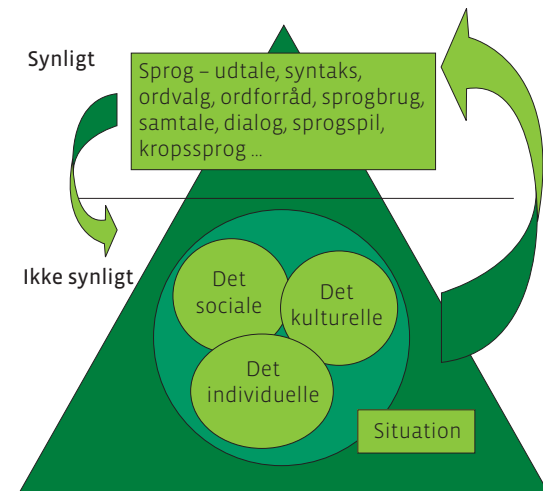 Synligt
Sprog – udtale, syntaks,
ordvalg, ordforråd, sprogbrug,
samtale, dialog, sprogspil,
kropssprog ...
Ikke synligt
Det
sociale
Det
kulturelle
Det
individuelle
Situation